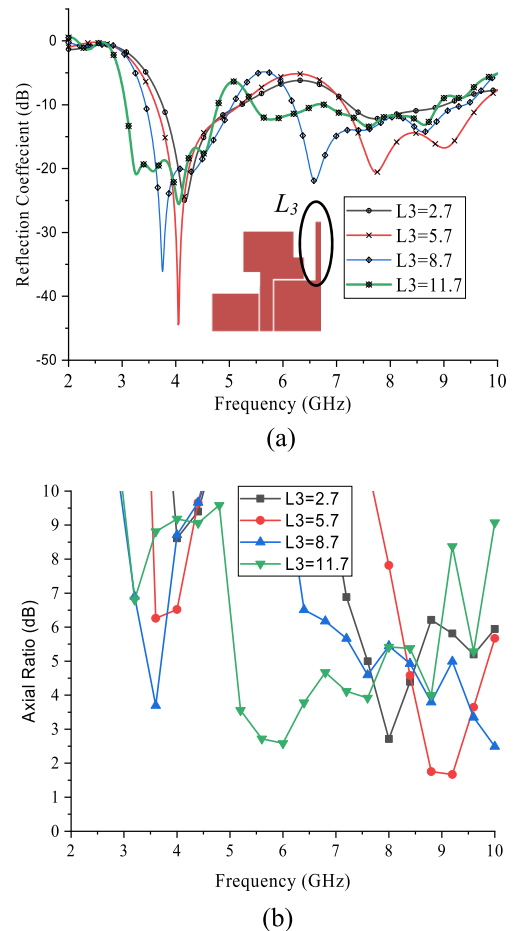 0
-10
-20
-30
-40
-50
Reflection Coeffecient (dB)
L3
L3=2.7
L3=5.7
L3=8.7
L3=11.7
2 3 4 5 6 7 8 9 10
Frequency (GHz)
(a)
10
9
8
7
6
5
4
3
2
1
0
Axial Ratio (dB)
L3=2.7
L3=5.7
L3=8.7
L3=11.7
2 3 4 5 6 7 8 9 10
Frequency (GHz)
(b)